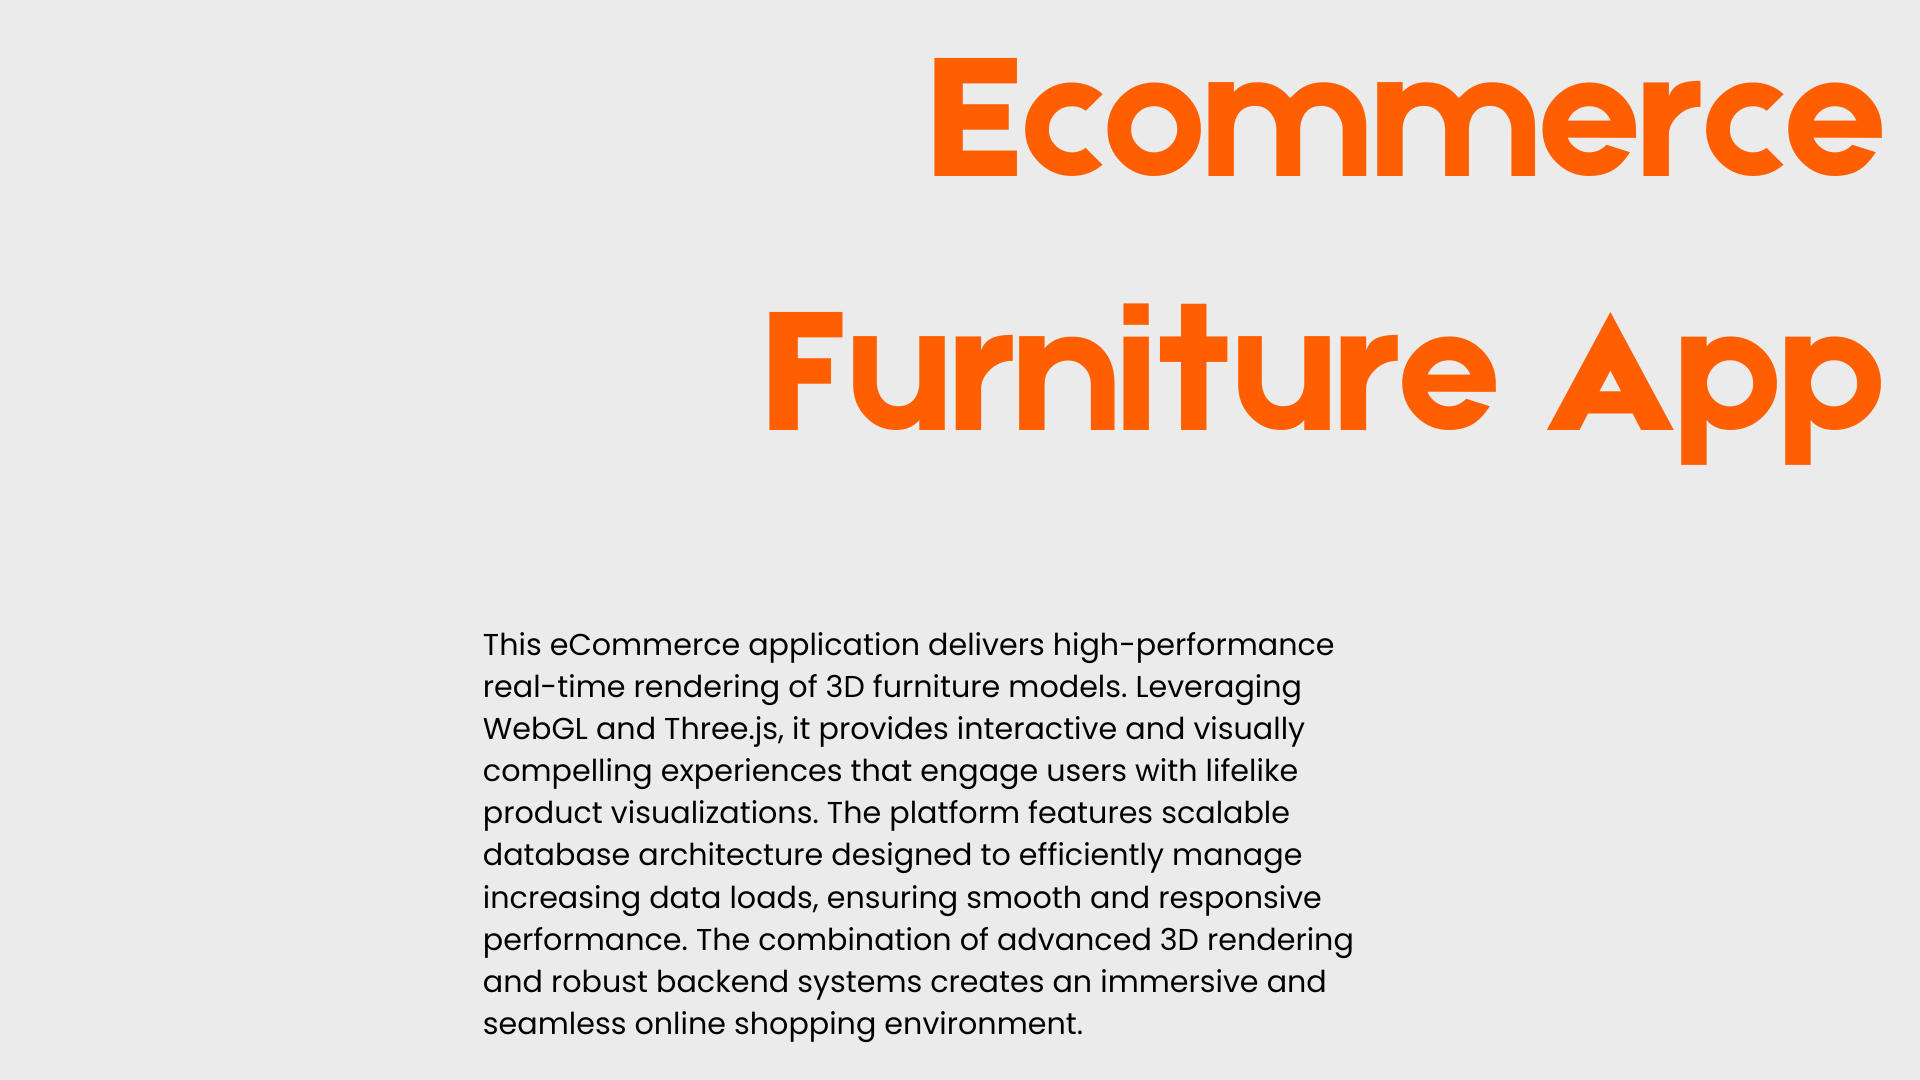 Ecommerce
Furniture App
This eCommerce application delivers high-performance
real-time rendering of 3D furniture models. Leveraging
WebGL and Three.js, it provides interactive and visually
compelling experiences that engage users with lifelike
product visualizations. The platform features scalable
database architecture designed to efficiently manage
increasing data loads, ensuring smooth and responsive
performance. The combination of advanced 3D rendering
and robust backend systems creates an immersive and
seamless online shopping environment.